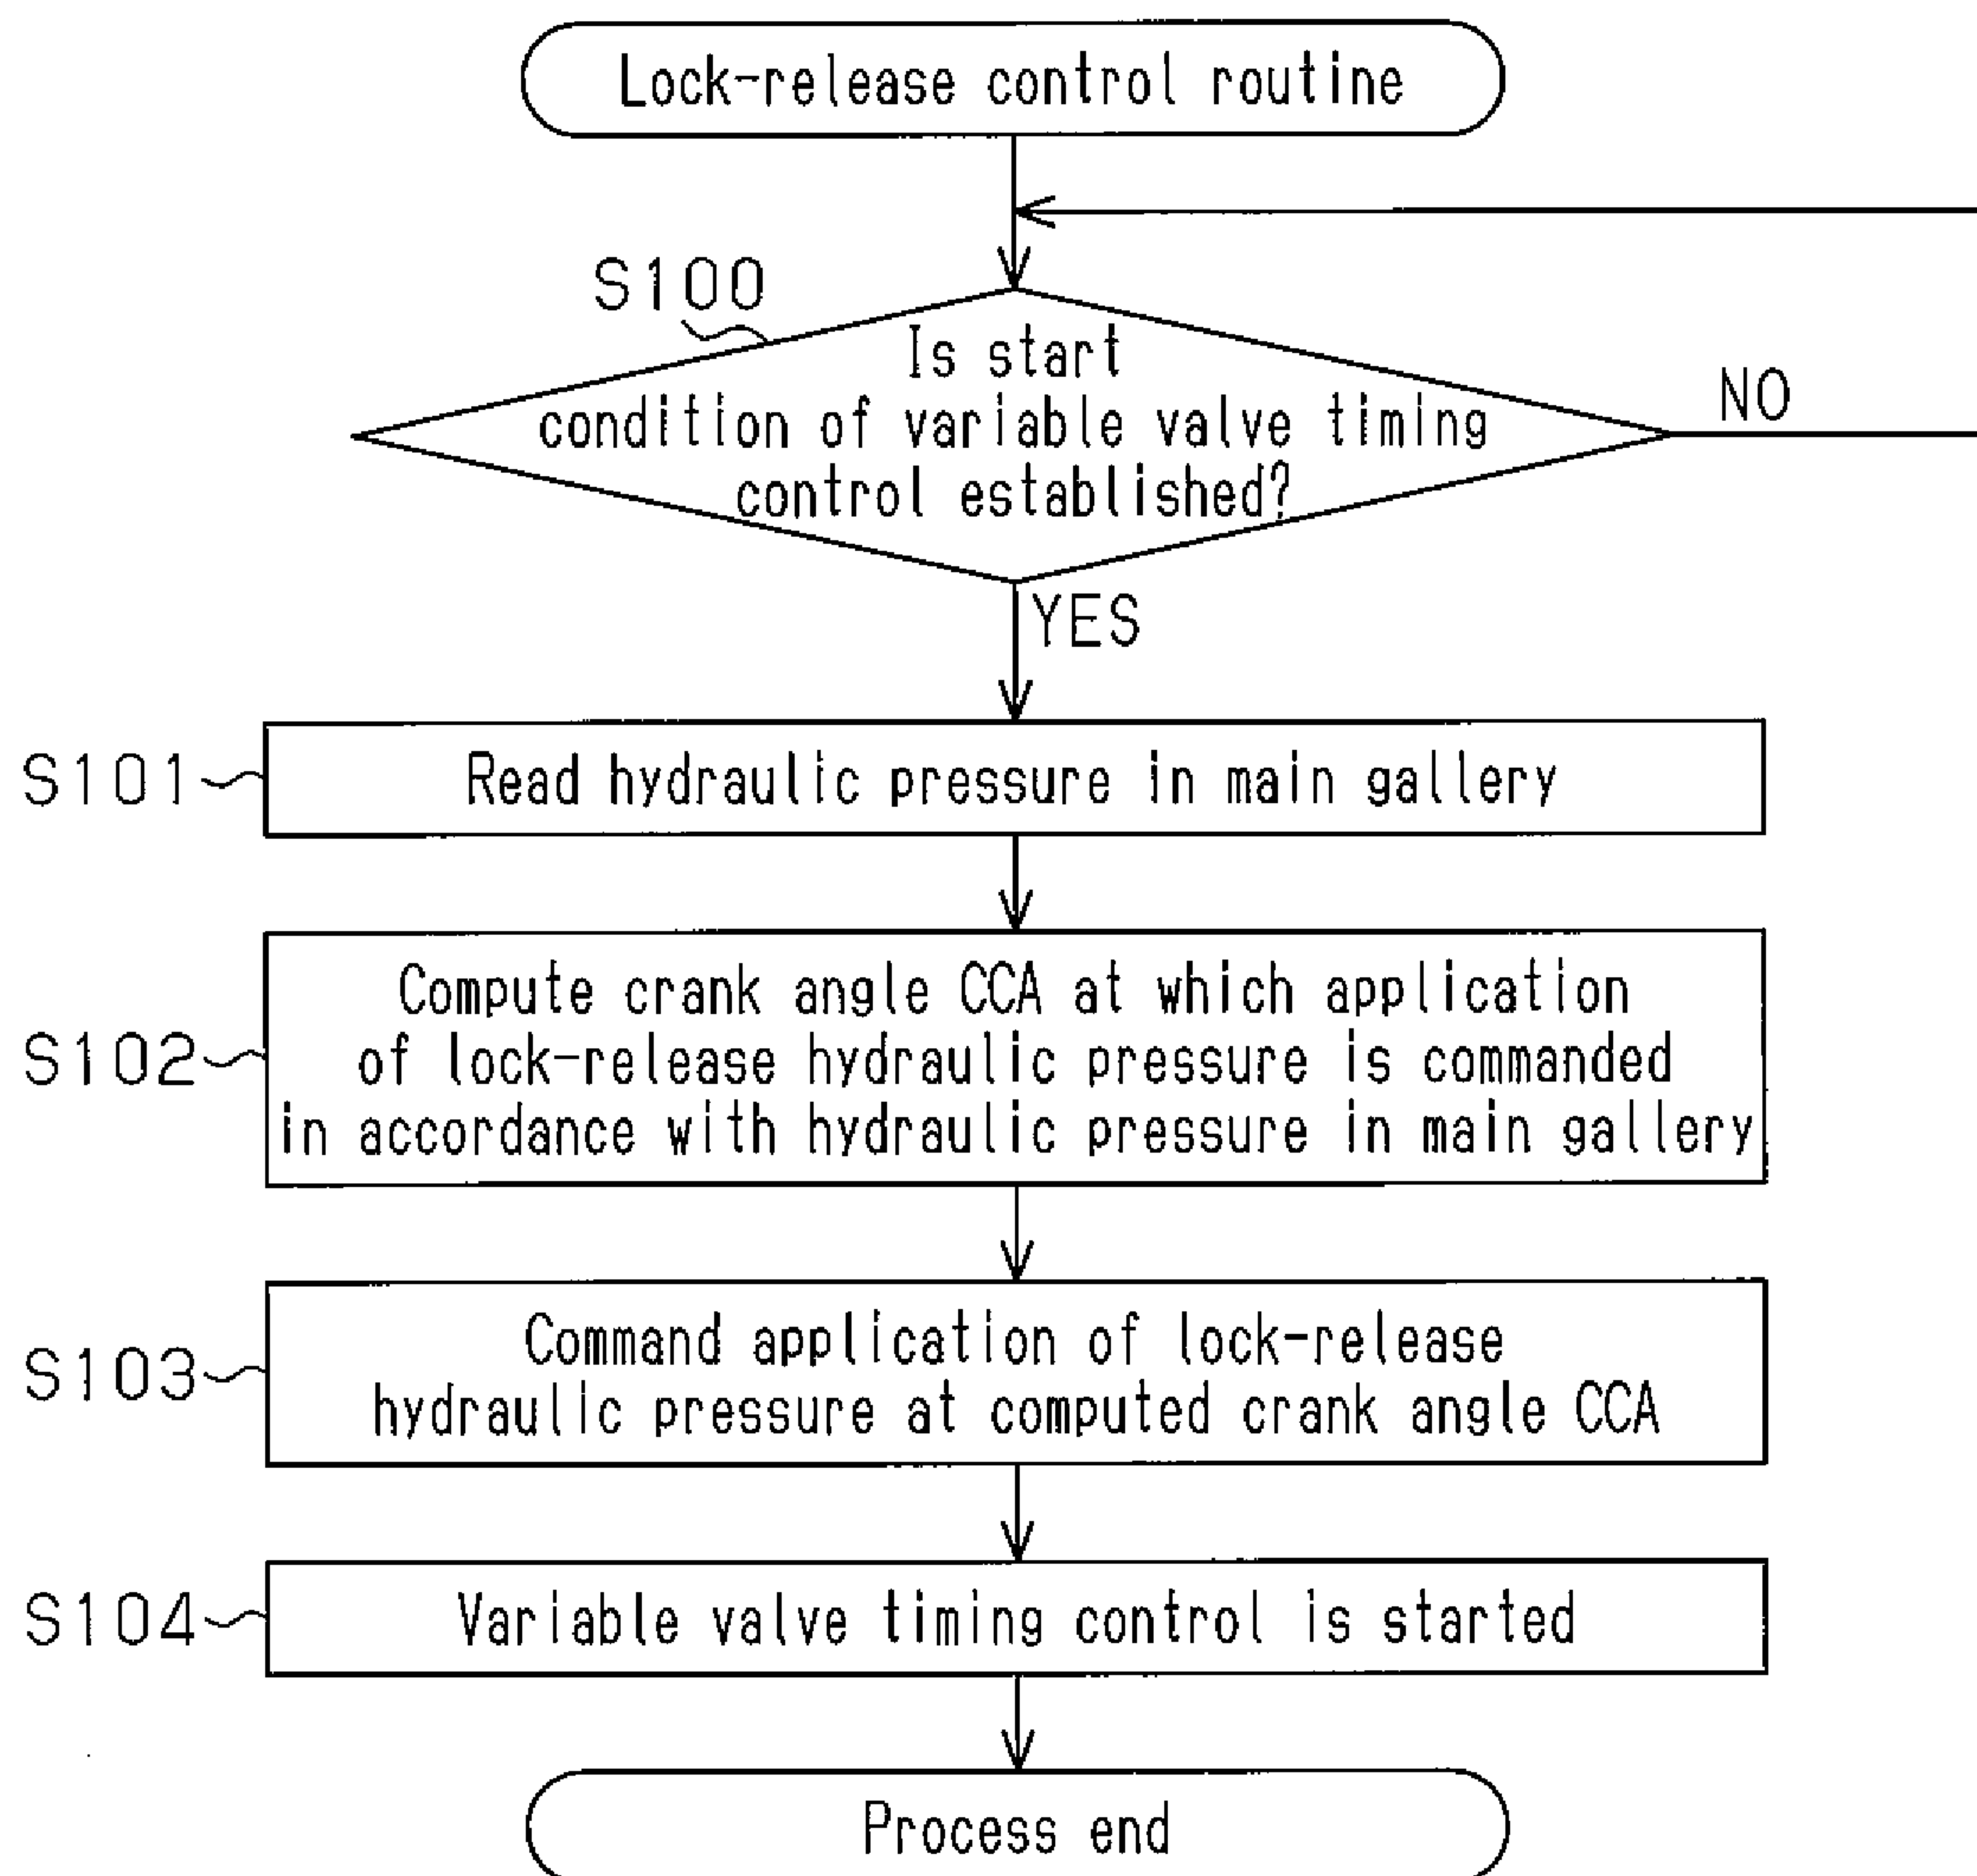 Lock-release control routine
S100
Is start
condition of variable valve timing
control established?
NO
YES
S101
Read hydraulic pressure in main gallery
S102
Compute crank angle CCA at which application
of lock-release hydraulic pressure is commanded
in accordance with hydraulic pressure in main gallery
S103
Command application of lock-release
hydraulic pressure at computed crank angle CCA
S104
Variable valve timing control is started
Process end